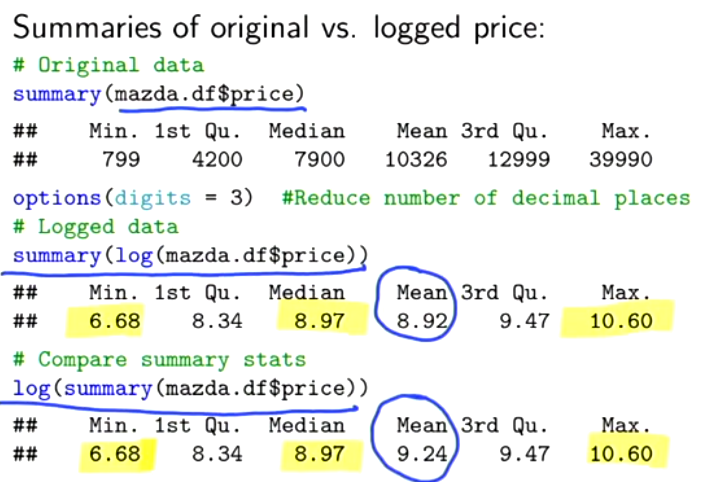 Summaries of original vs. logged price:
# Original data
summary(mazda.df$price)
## Min. 1st Qu. Median Mean 3rd Qu. Max.
## 799 4200 7900 10326 12999 39990
options(digits = 3) #Reduce number of decimal places
# Logged data
summary(log(mazda.df$price))
## Min. 1st Qu. Median Mean 3rd Qu. Max.
## 6.68 8.34 8.97 8.92 9.47 10.60
# Compare summary stats
log(summary(mazda.df$price))
## Min. 1st Qu. Median Mean 3rd Qu. Max.
## 6.68 8.34 8.97 9.24 9.47 10.60